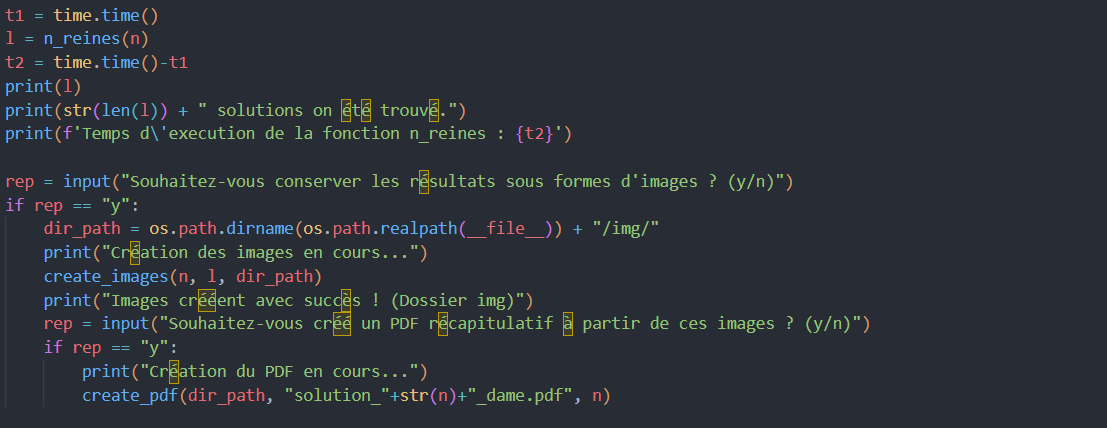 t1 = time.time()
l = n_reines(n)
t2 = time.time()-t1
print(l)
print(str(len(l)) + " solutions on été trouvé.")
print(f'Temps d\'execution de la fonction n_reines : {t2}')
rep = input("Souhaitez-vous conserver les résultats sous formes d'images ? (y/n)")
if rep == "y":
    dir_path = os.path.dirname(os.path.realpath(__file__)) + "/img/"
    print("Création des images en cours...")
    create_images(n, l, dir_path)
    print("Images créént avec succès ! (Dossier img)")
    rep = input("Souhaitez-vous créé un PDF récapitulatif à partir de ces images ? (y/n)")
    if rep == "y":
        print("Création du PDF en cours...")
        create_pdf(dir_path, "solution_"+str(n)+"_dame.pdf", n)